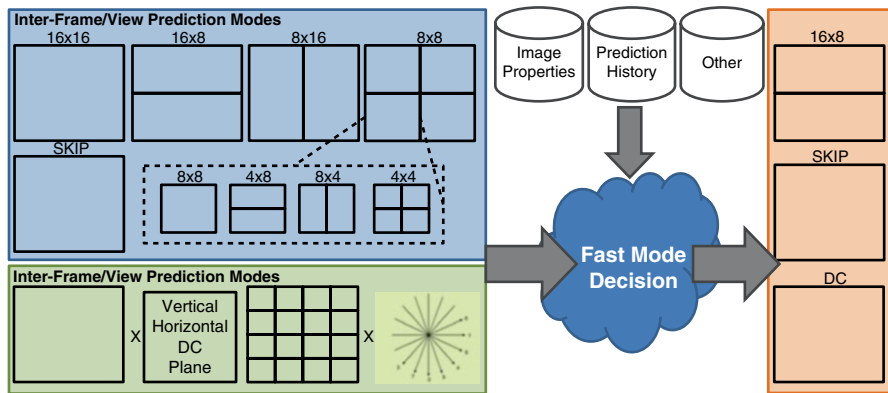 Inter-Frame/View Prediction Modes
16x16 16x8 8x16 8x8
SKIP
8x8 4x8 8x4 4x4
Inter-Frame/View Prediction Modes
X
Vertical
Horizontal
DC
Plane
X
Image
Properties
Prediction
History
Other
Fast Mode
Decision
16x8
SKIP
DC